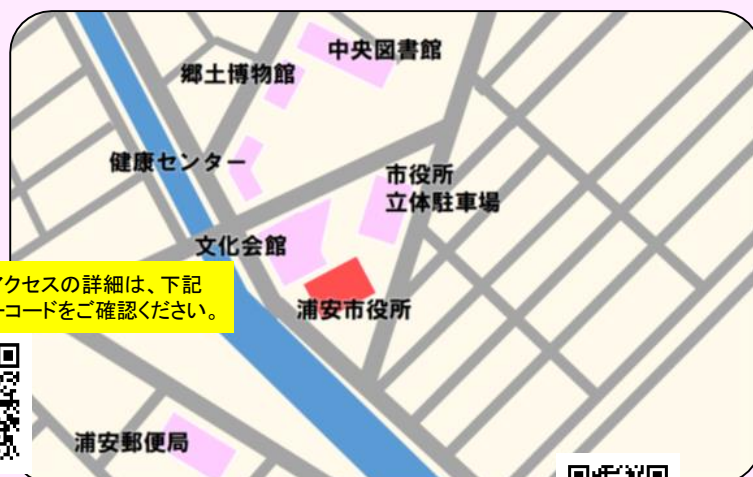 中央図書館
郷土博物館
健康センター
市役所
立体駐車場
文化会館
アクセスの詳細は、下記
ーコードをご確認ください。
浦安市役所
浦安郵便局